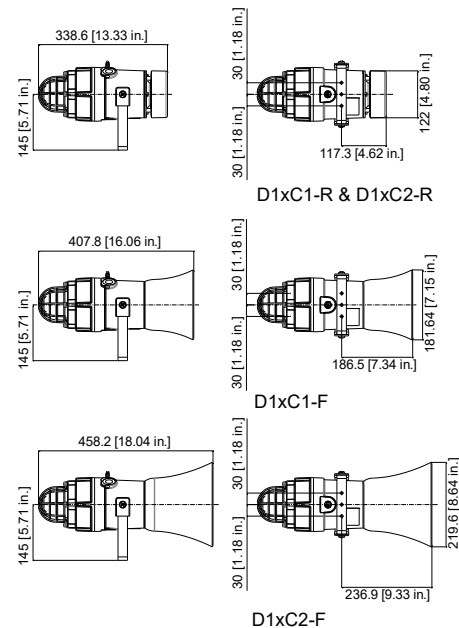 338.6 [13.33 in.]
145 [5.71 in.]
30 [1.18 in.]
30 [1.18 in.]
122 [4.80 in.]
117.3 [4.62 in.]
D1xC1-R & D1xC2-R
407.8 [16.06 in.]
145 [5.71 in.]
30 [1.18 in.]
30 [1.18 in.]
181.64 [7.15 in.]
186.5 [7.34 in.]
D1xC1-F
458.2 [18.04 in.]
145 [5.71 in.]
30 [1.18 in.]
30 [1.18 in.]
219.6 [8.64 in.]
236.9 [9.33 in.]
D1xC2-F